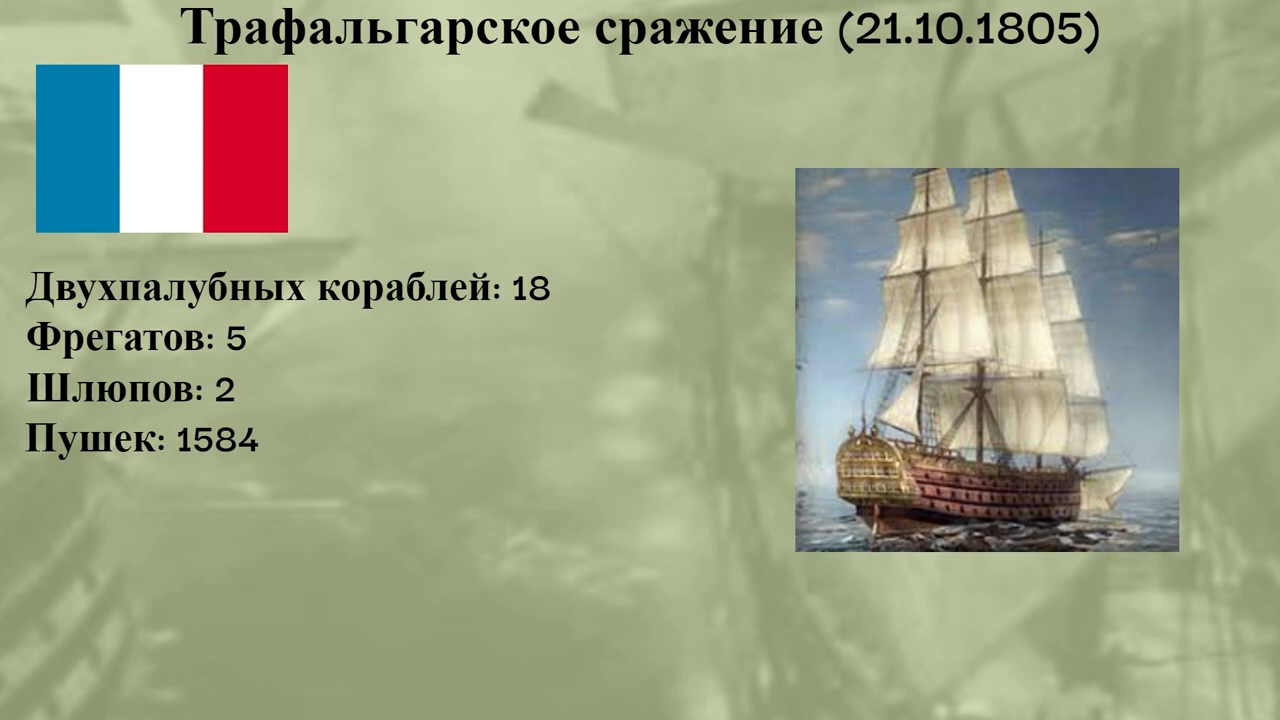 Трафальгарское сражение (21.10.1805)
Двухпалубных кораблей: 18
Фрегатов: 5
Шлюпов: 2
Пушек: 1584